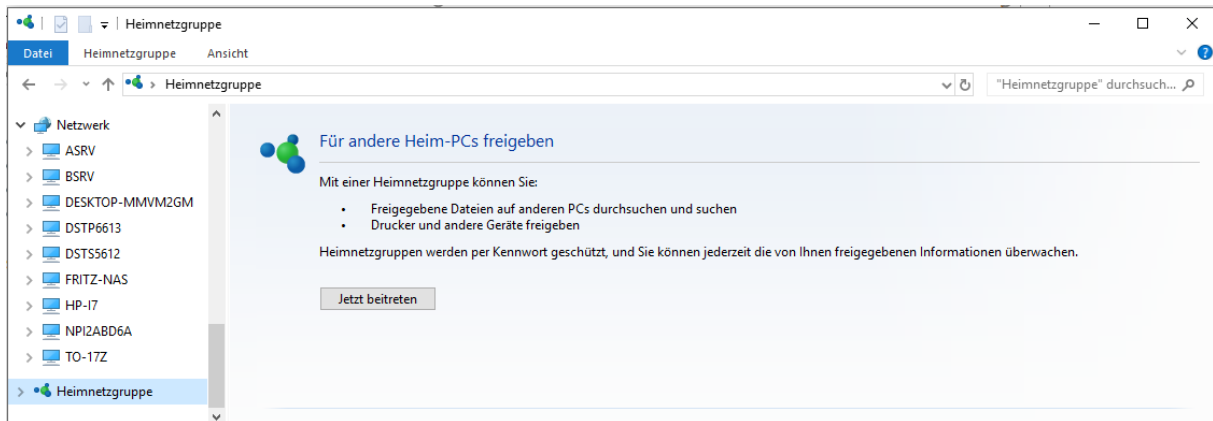 Heimnetzgruppe
Datei Heimnetzgruppe Ansicht
Heimnetzgruppe "Heimnetzgruppe" durchsuch...
Netzwerk
ASRV
BSRV
DESKTOP-MMVM2GM
DSTP6613
DSTS5612
FRITZ-NAS
HP-I7
NPI2ABD6A
TO-17Z
Heimnetzgruppe
Für andere Heim-PCs freigeben
Mit einer Heimnetzgruppe können Sie:
• Freigegebene Dateien auf anderen PCs durchsuchen und suchen
• Drucker und andere Geräte freigeben
Heimnetzgruppen werden per Kennwort geschützt, und Sie können jederzeit die von Ihnen freigegebenen Informationen überwachen.
Jetzt beitreten